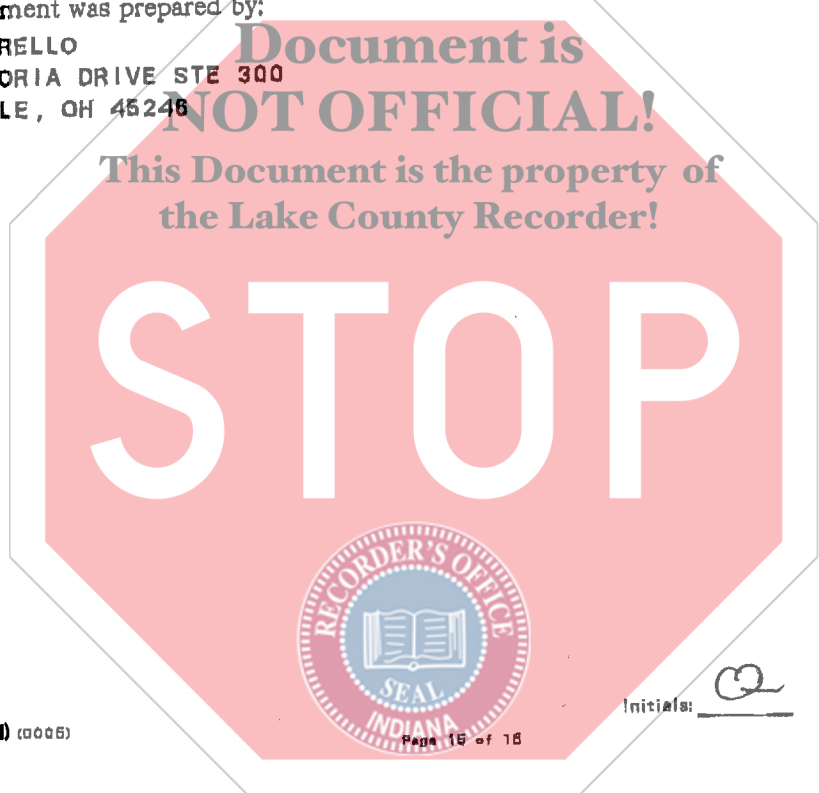 ment was prepared by:
RELLO
ORIA DRIVE STE 300
LE, OH 45246
Document is
NOT OFFICIAL!
This Document is the property of
the Lake County Recorder!
STOP
RECORDER'S OFFICE
SEAL
INDIANA
Initials:
) (0005)
Page 15 of 16